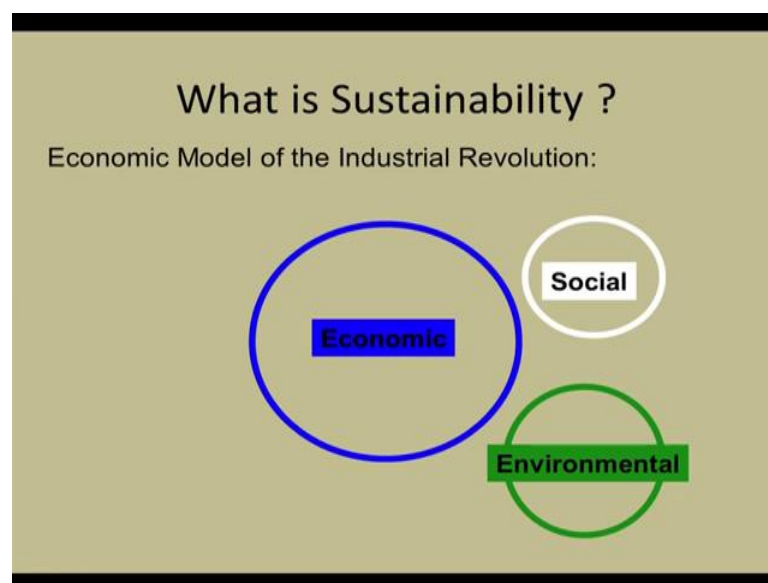 What is Sustainability ?
Economic Model of the Industrial Revolution:
Social
Economic
Environmental